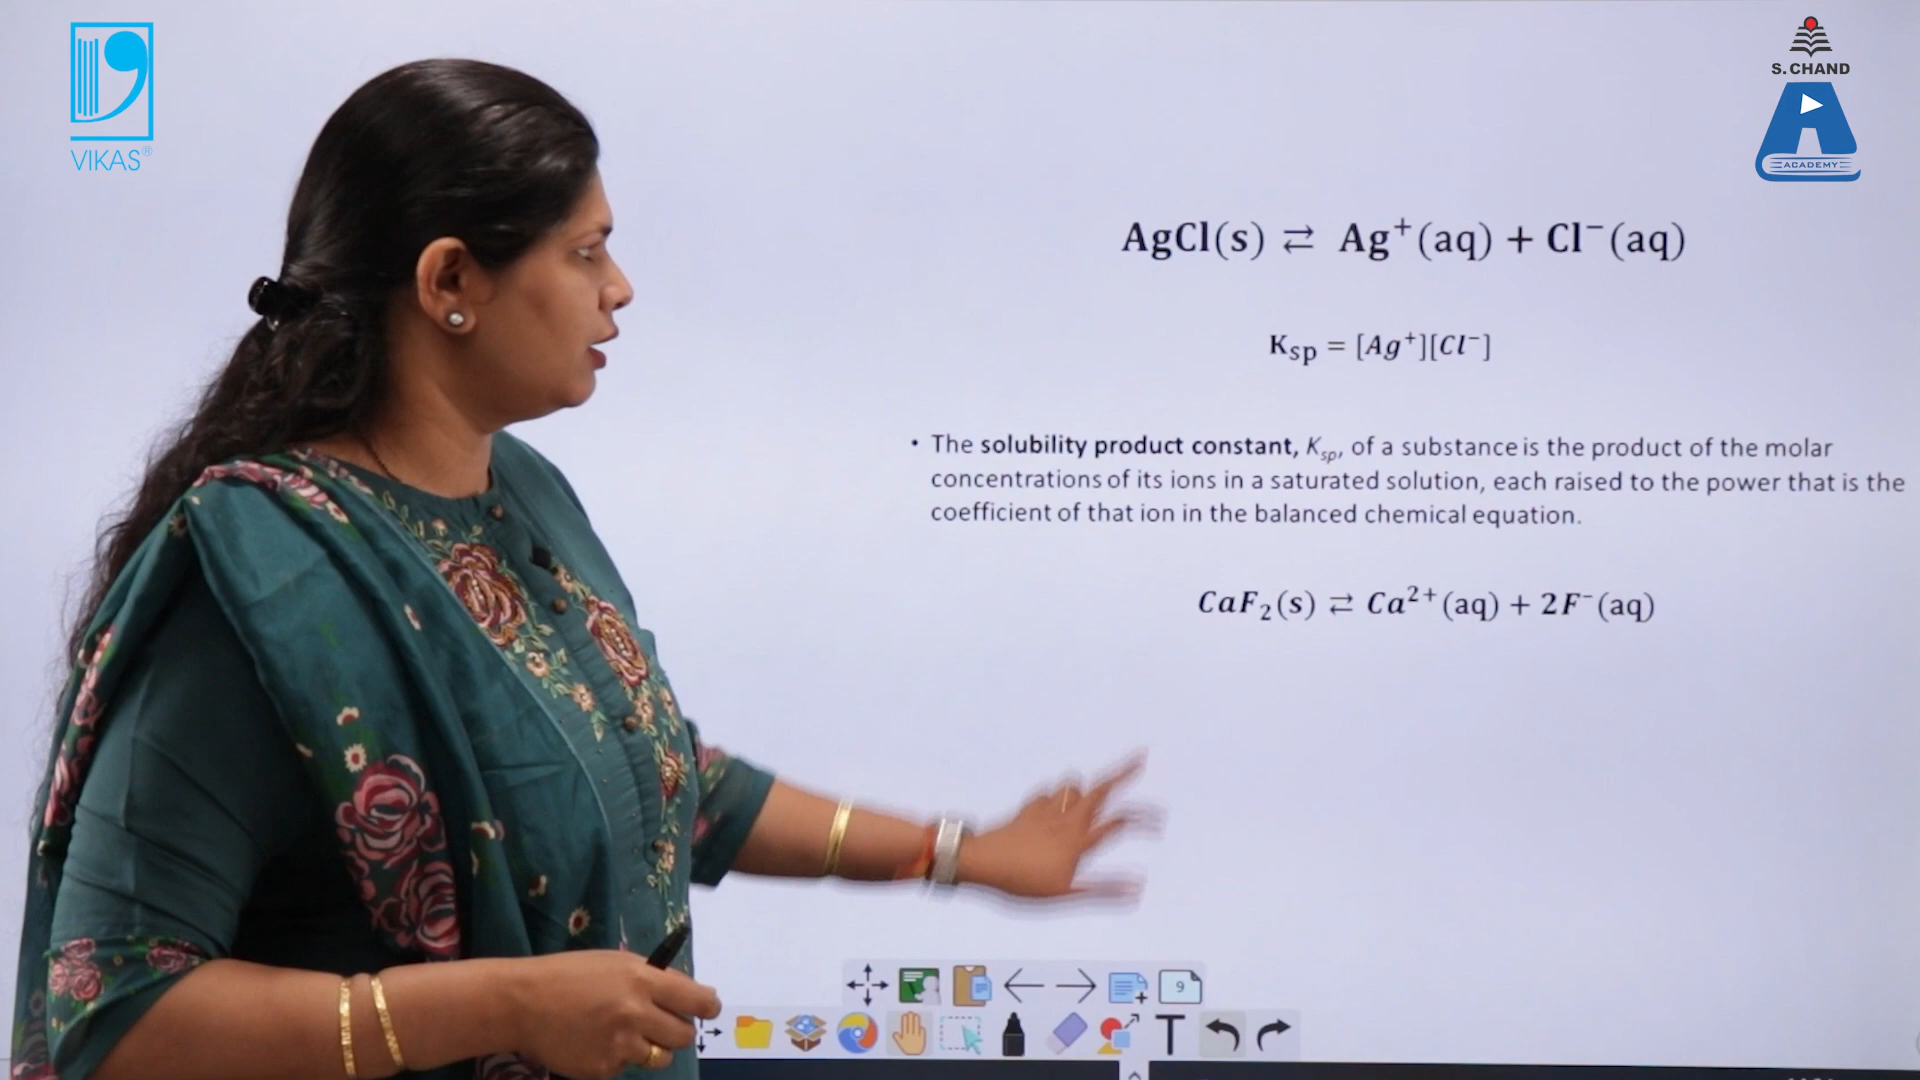 VIKAS®
S. CHAND
ACADEMY
AgCl(s) ⇄ Ag⁺(aq) + Cl⁻(aq)
Kₛₚ = [Ag⁺][Cl⁻]
• The solubility product constant, Kₛₚ, of a substance is the product of the molar
concentrations of its ions in a saturated solution, each raised to the power that is the
coefficient of that ion in the balanced chemical equation.
CaF₂(s) ⇄ Ca²⁺(aq) + 2F⁻(aq)
9
T